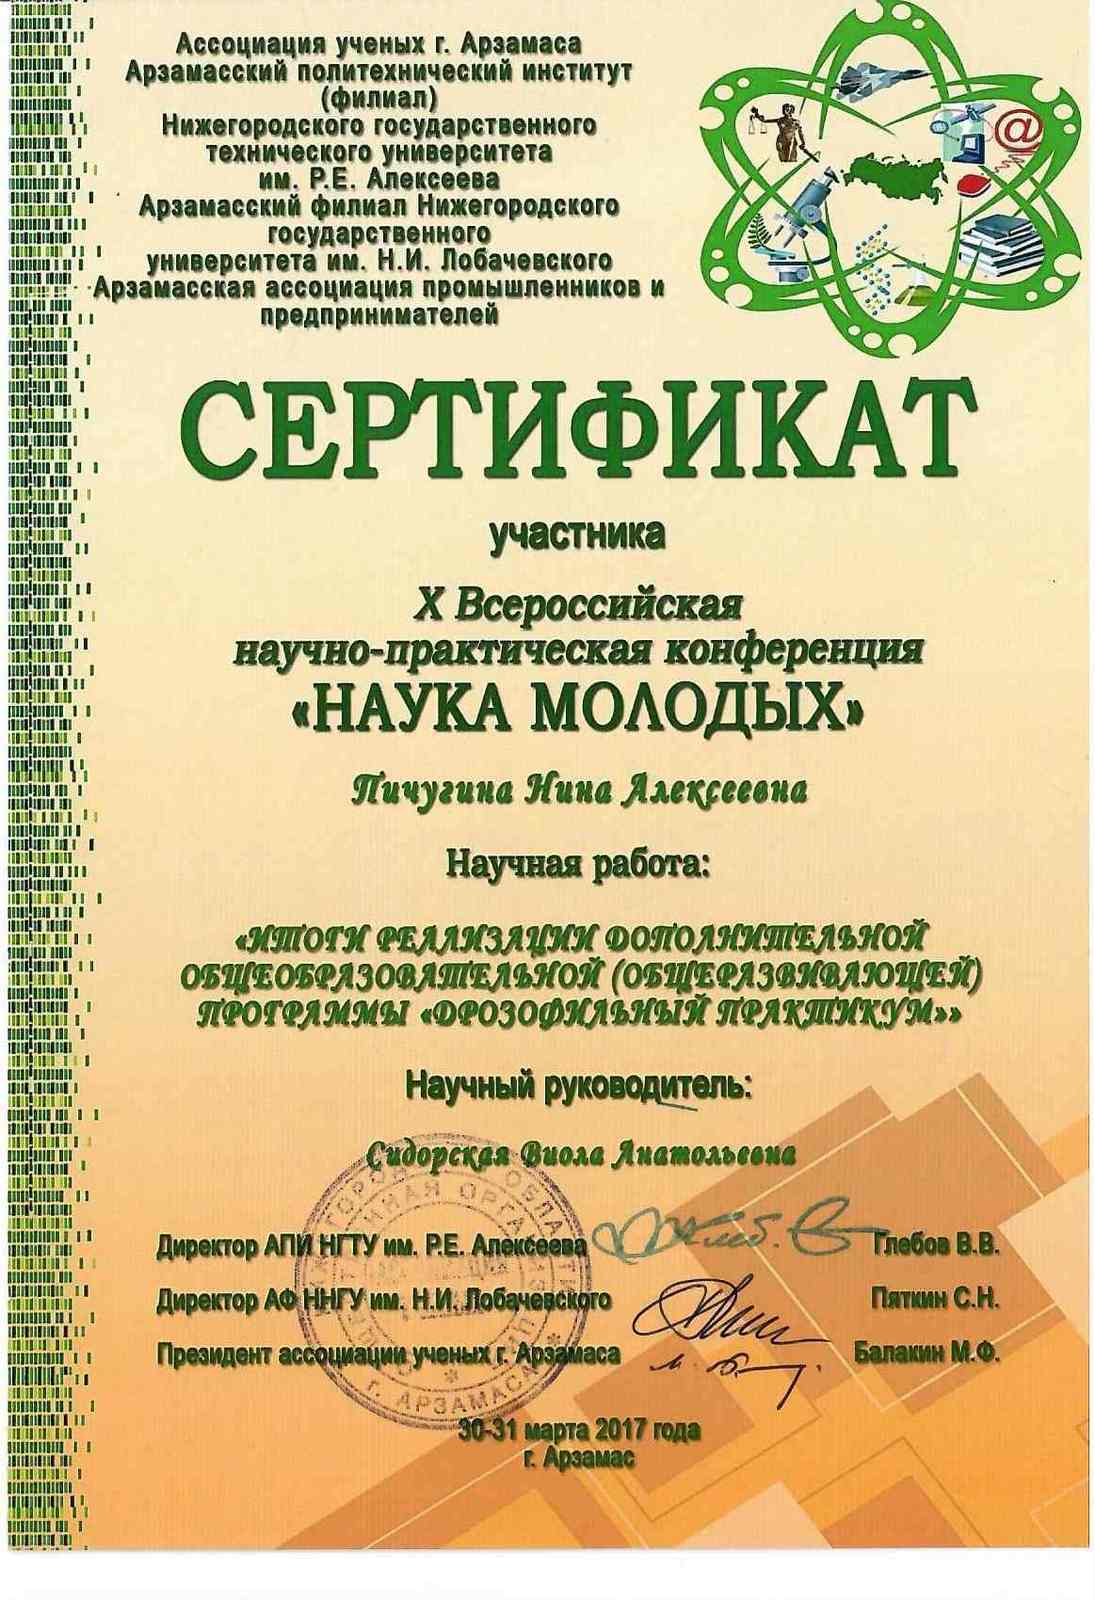 Ассоциация ученых г. Арзамаса
Арзамасский политехнический институт
(филиал)
Нижегородского государственного
технического университета
им. Р.Е. Алексеева
Арзамасский филиал Нижегородского
государственного
университета им. Н.И. Лобачевского
Арзамасская ассоциация промышленников и
предпринимателей
@
СЕРТИФИКАТ
участника
X Всероссийская
научно-практическая конференция
«НАУКА МОЛОДЫХ»
Пичугина Нина Алексеевна
Научная работа:
«ИТОГИ РЕАЛИЗАЦИИ ДОПОЛНИТЕЛЬНОЙ
ОБЩЕОБРАЗОВАТЕЛЬНОЙ (ОБЩЕРАЗВИВАЮЩЕЙ)
ПРОГРАММЫ «ДРОЗОФИЛЬНЫЙ ПРАКТИКУМ»»
Научный руководитель:
Сидорская Виола Анатольевна
Директор АПИ НГТУ им. Р.Е. Алексеева Глебов В.В.
Директор АФ ННГУ им. Н.И. Лобачевского Пяткин С.Н.
Президент ассоциации ученых г. Арзамаса Балакин М.Ф.
г. АРЗАМАС
30-31 марта 2017 года
г. Арзамас